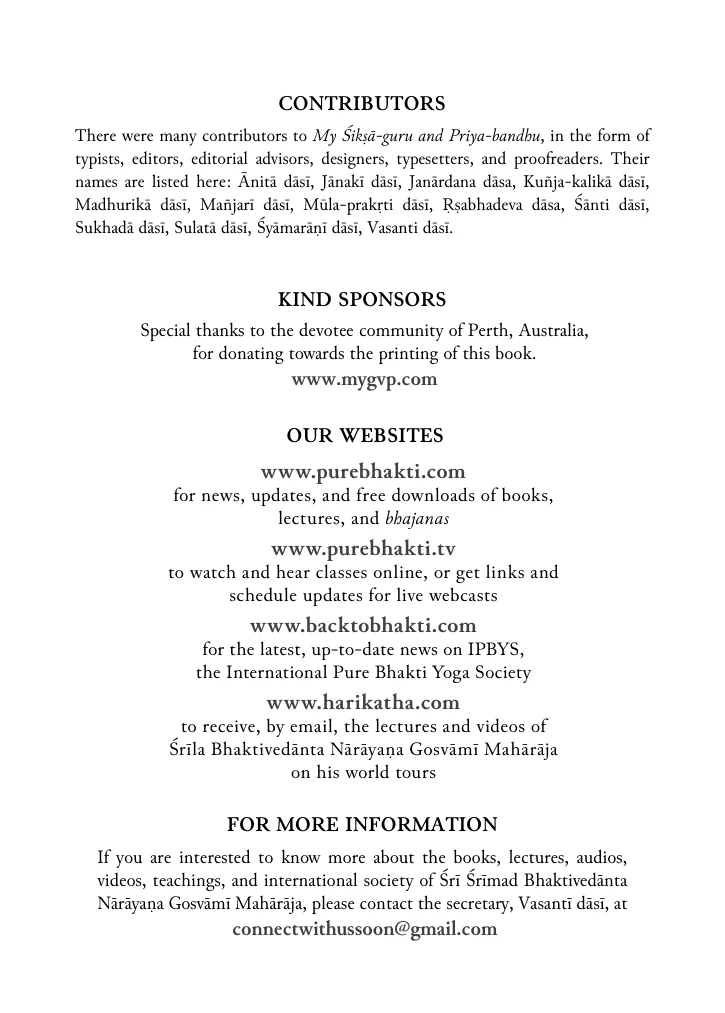 CONTRIBUTORS
There were many contributors to My Śikṣā-guru and Priya-bandhu, in the form of
typists, editors, editorial advisors, designers, typesetters, and proofreaders. Their
names are listed here: Ānitā dāsī, Jānakī dāsī, Janārdana dāsa, Kuñja-kalikā dāsī,
Madhurikā dāsī, Mañjarī dāsī, Mūla-prakṛti dāsī, Ṛṣabhadeva dāsa, Śānti dāsī,
Sukhadā dāsī, Sulatā dāsī, Śyāmarāṇī dāsī, Vasanti dāsī.
KIND SPONSORS
Special thanks to the devotee community of Perth, Australia,
for donating towards the printing of this book.
www.mygvp.com
OUR WEBSITES
www.purebhakti.com
for news, updates, and free downloads of books,
lectures, and bhajanas
www.purebhakti.tv
to watch and hear classes online, or get links and
schedule updates for live webcasts
www.backtobhakti.com
for the latest, up-to-date news on IPBYS,
the International Pure Bhakti Yoga Society
www.harikatha.com
to receive, by email, the lectures and videos of
Śrīla Bhaktivedānta Nārāyaṇa Gosvāmī Mahārāja
on his world tours
FOR MORE INFORMATION
If you are interested to know more about the books, lectures, audios,
videos, teachings, and international society of Śrī Śrīmad Bhaktivedānta
Nārāyaṇa Gosvāmī Mahārāja, please contact the secretary, Vasantī dāsī, at
connectwithussoon@gmail.com